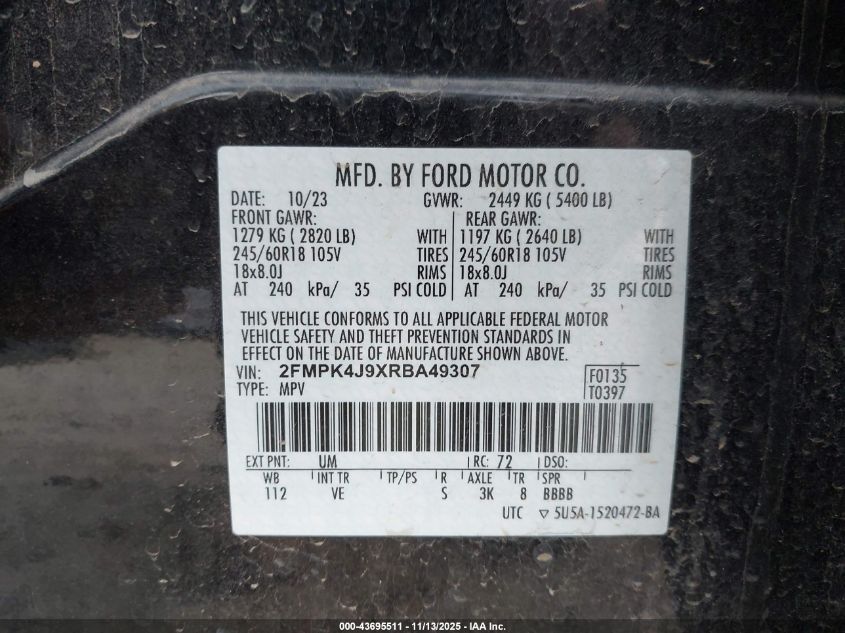 MFD. BY FORD MOTOR CO.
DATE: 10/23 GVWR: 2449 KG ( 5400 LB)
FRONT GAWR: REAR GAWR:
1279 KG ( 2820 LB) WITH 1197 KG ( 2640 LB) WITH
245/60R18 105V TIRES 245/60R18 105V TIRES
18x8.0J RIMS 18x8.0J RIMS
AT 240 kPa/ 35 PSI COLD AT 240 kPa/ 35 PSI COLD
THIS VEHICLE CONFORMS TO ALL APPLICABLE FEDERAL MOTOR
VEHICLE SAFETY AND THEFT PREVENTION STANDARDS IN
EFFECT ON THE DATE OF MANUFACTURE SHOWN ABOVE.
VIN: 2FMPK4J9XRBA49307 F0135
TYPE: MPV T0397
EXT PNT: UM RC: 72 DSO:
WB INT TR TP/PS R AXLE TR SPR
112 VE S 3K 8 BBBB
UTC ▽ 5U5A-1520472-BA
000-43695511 - 11/13/2025 - IAA Inc.